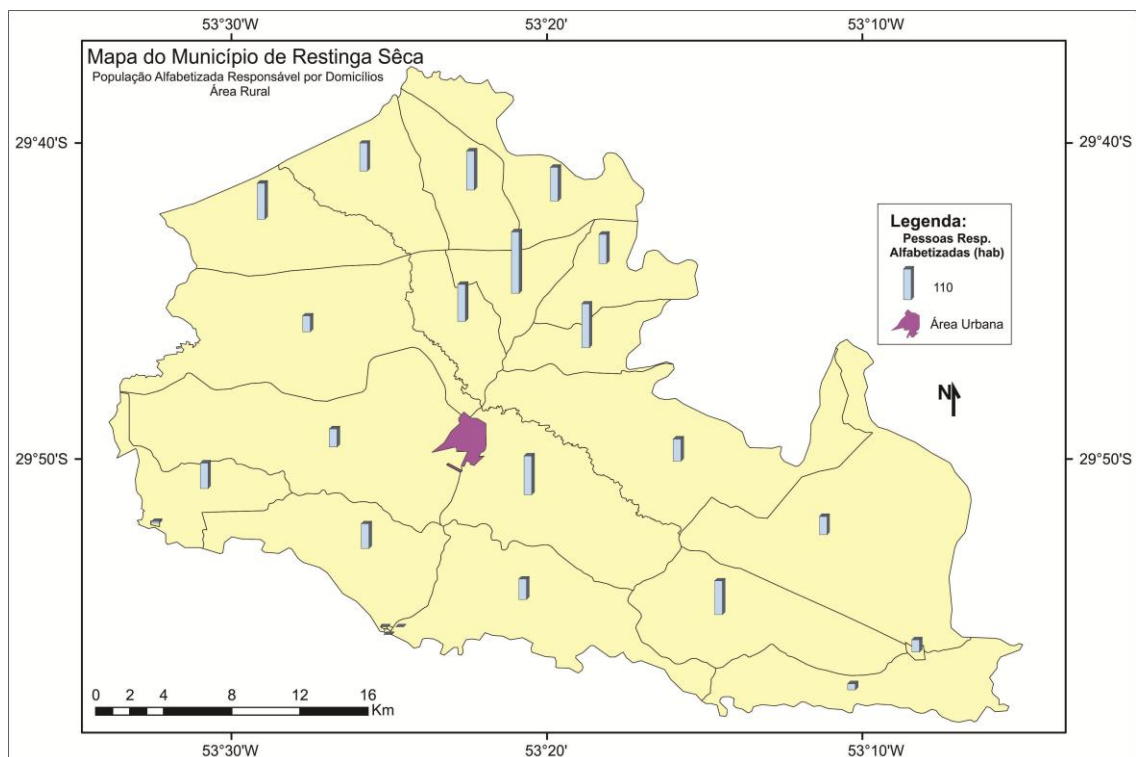 53°30'W 53°20' 53°10'
Mapa do Município de Restinga Sêca
População Alfabetizada Responsável por Domicílios
Área Rural
29°40'S 29°40'S
Legenda:
Pessoas Resp.
Alfabetizadas (hab)
110
Área Urbana
N
29°50'S 29°50'S
0 2 4 8 12 16
Km
53°30'W 53°20' 53°10'